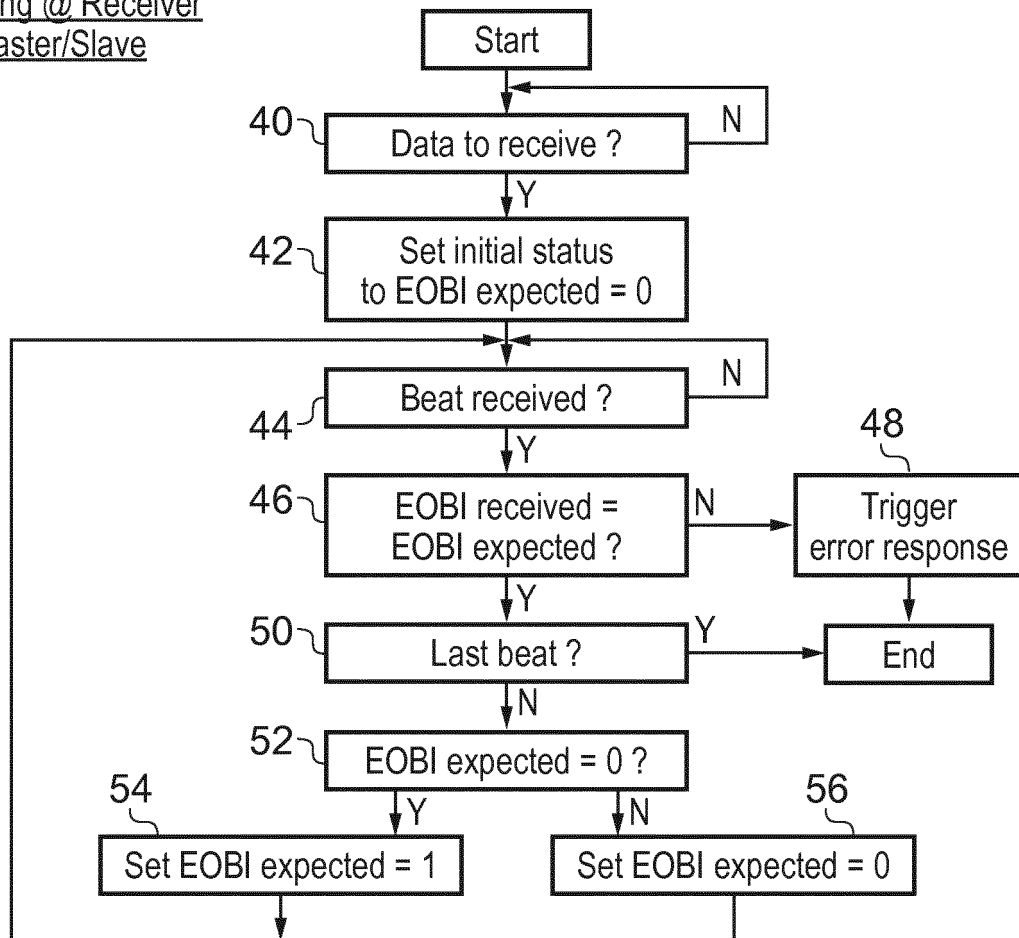 @ Receiver
Start
40
Data to receive ?
N
Y
42
Set initial status
to EOBI expected = 0
44
Beat received ?
N
Y
46
EOBI received =
EOBI expected ?
N
48
Trigger
error response
Y
50
Last beat ?
Y
End
N
52
EOBI expected = 0 ?
54
Y
N
56
Set EOBI expected = 1
Set EOBI expected = 0